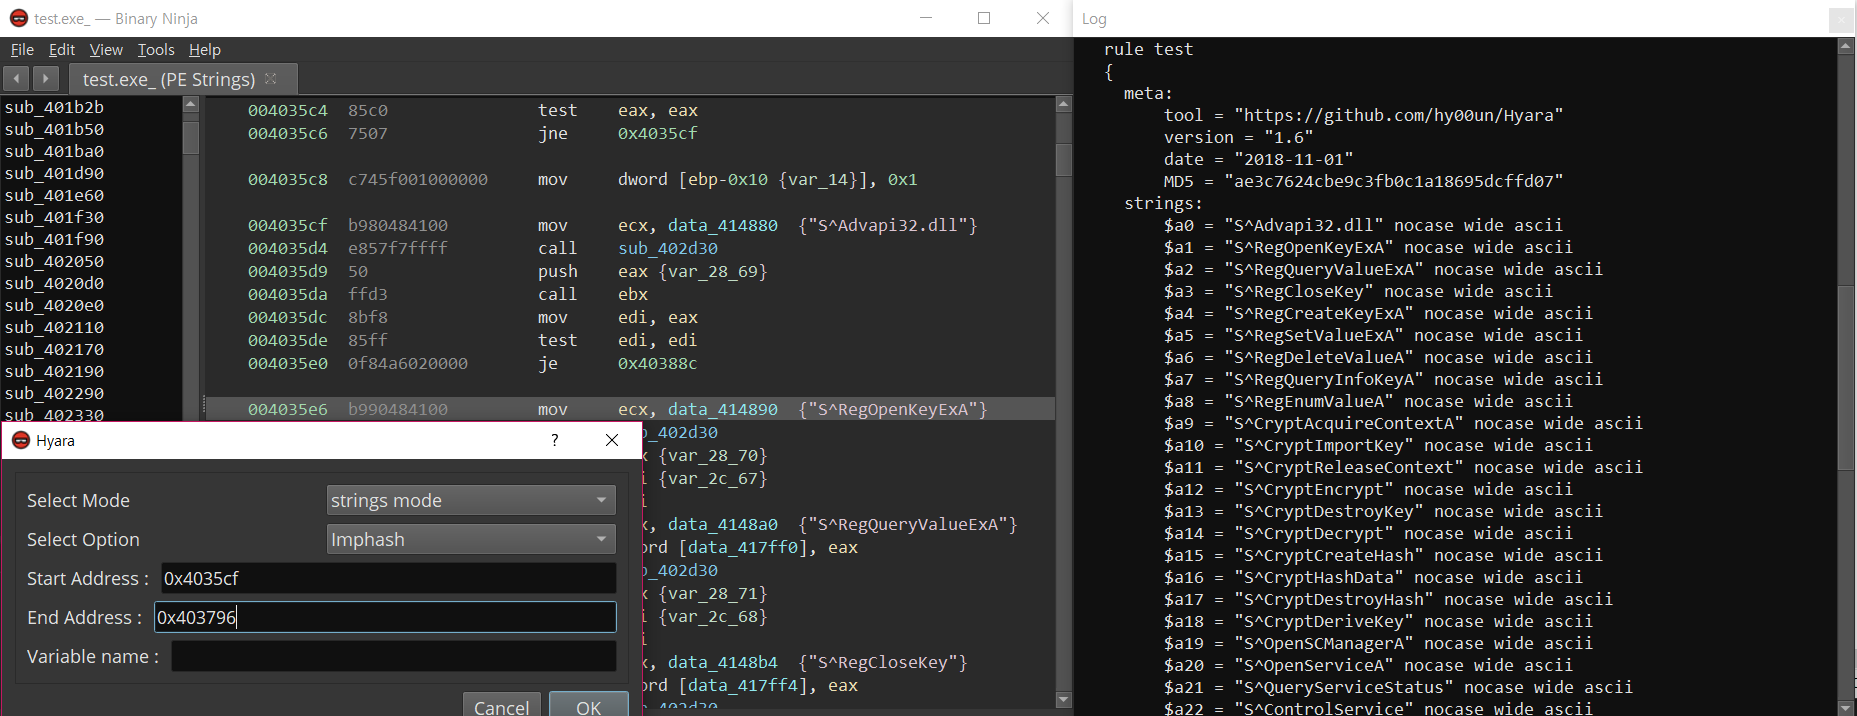 test.exe_ — Binary Ninja
File Edit View Tools Help
test.exe_ (PE Strings)
sub_401b2b
sub_401b50
sub_401ba0
sub_401d90
sub_401e60
sub_401f30
sub_401f90
sub_402050
sub_4020d0
sub_4020e0
sub_402110
sub_402170
sub_402190
sub_402290
sub_402330
004035c4 85c0 test eax, eax
004035c6 7507 jne 0x4035cf
004035c8 c745f001000000 mov dword [ebp-0x10 {var_14}], 0x1
004035cf b980484100 mov ecx, data_414880 {"S^Advapi32.dll"}
004035d4 e857f7ffff call sub_402d30
004035d9 50 push eax {var_28_69}
004035da ffd3 call ebx
004035dc 8bf8 mov edi, eax
004035de 85ff test edi, edi
004035e0 0f84a6020000 je 0x40388c
004035e6 b990484100 mov ecx, data_414890 {"S^RegOpenKeyExA"}
_402d30
{var_28_70}
{var_2c_67}
, data_4148a0 {"S^RegQueryValueExA"}
ord [data_417ff0], eax
_402d30
{var_28_71}
{var_2c_68}
, data_4148b4 {"S^RegCloseKey"}
ord [data_417ff4], eax
_402d30
Hyara
?
Select Mode strings mode
Select Option Imphash
Start Address : 0x4035cf
End Address : 0x403796
Variable name :
Cancel OK
Log
rule test
{
meta:
tool = "https://github.com/hy00un/Hyara"
version = "1.6"
date = "2018-11-01"
MD5 = "ae3c7624cbe9c3fb0c1a18695dcffd07"
strings:
$a0 = "S^Advapi32.dll" nocase wide ascii
$a1 = "S^RegOpenKeyExA" nocase wide ascii
$a2 = "S^RegQueryValueExA" nocase wide ascii
$a3 = "S^RegCloseKey" nocase wide ascii
$a4 = "S^RegCreateKeyExA" nocase wide ascii
$a5 = "S^RegSetValueExA" nocase wide ascii
$a6 = "S^RegDeleteValueA" nocase wide ascii
$a7 = "S^RegQueryInfoKeyA" nocase wide ascii
$a8 = "S^RegEnumValueA" nocase wide ascii
$a9 = "S^CryptAcquireContextA" nocase wide ascii
$a10 = "S^CryptImportKey" nocase wide ascii
$a11 = "S^CryptReleaseContext" nocase wide ascii
$a12 = "S^CryptEncrypt" nocase wide ascii
$a13 = "S^CryptDestroyKey" nocase wide ascii
$a14 = "S^CryptDecrypt" nocase wide ascii
$a15 = "S^CryptCreateHash" nocase wide ascii
$a16 = "S^CryptHashData" nocase wide ascii
$a17 = "S^CryptDestroyHash" nocase wide ascii
$a18 = "S^CryptDeriveKey" nocase wide ascii
$a19 = "S^OpenSCManagerA" nocase wide ascii
$a20 = "S^OpenServiceA" nocase wide ascii
$a21 = "S^QueryServiceStatus" nocase wide ascii
$a22 = "S^ControlService" nocase wide ascii